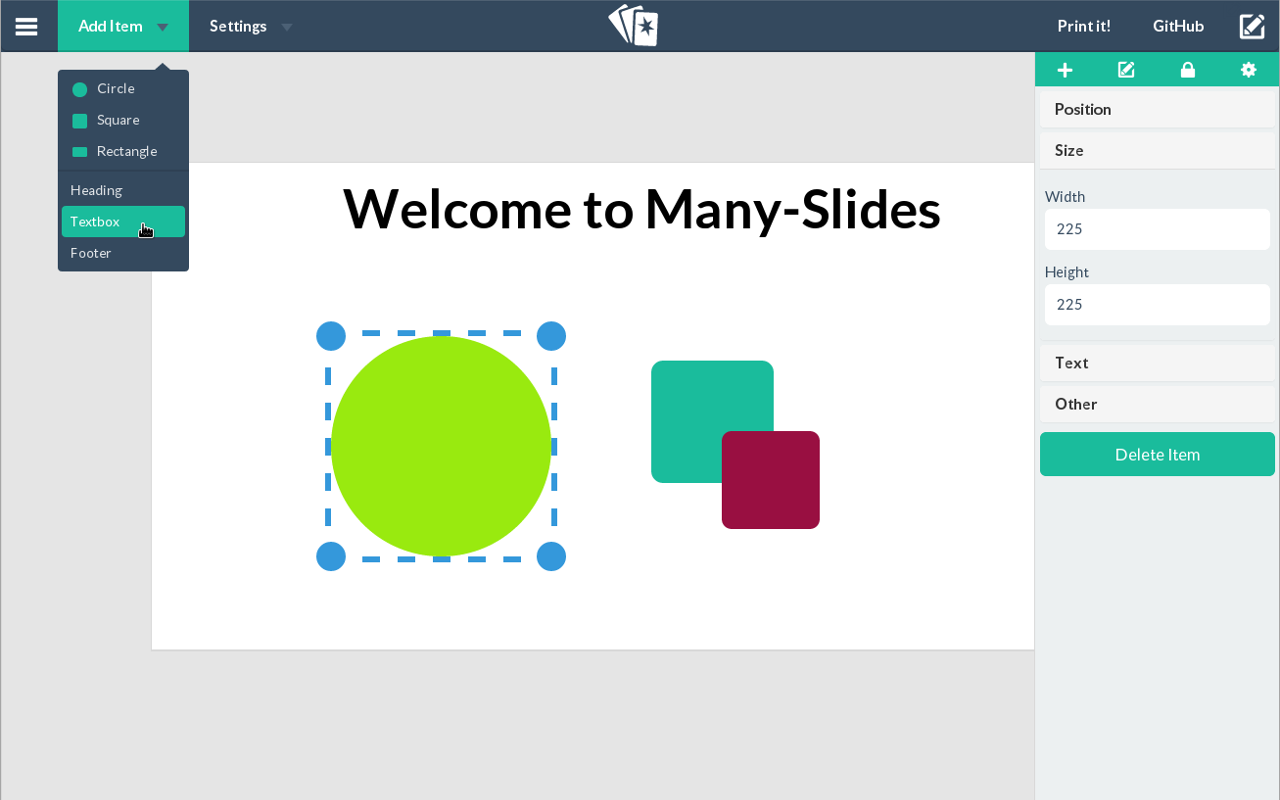 Add Item
Settings
Print it!
GitHub
Circle
Square
Rectangle
Heading
Textbox
Footer
Welcome to Many-Slides
Position
Size
Width
225
Height
225
Text
Other
Delete Item